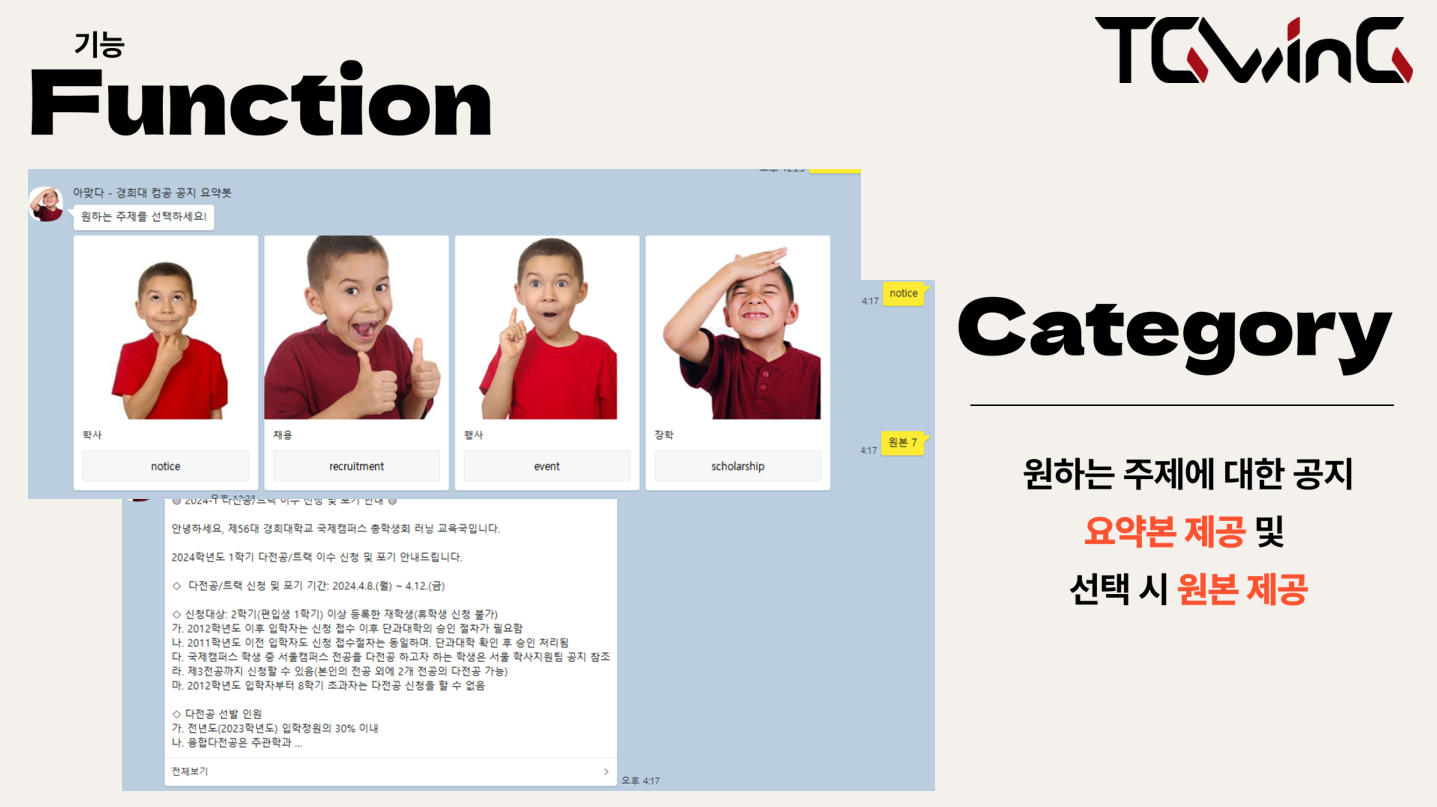 기능
Function
TQWinQ
오후 12:23
아맞다 - 경희대 컴공 공지 요약봇
원하는 주제를 선택하세요!
학사
채용
행사
장학
notice
recruitment
event
scholarship
4:17
notice
4:17
원본 7
오후 12:23
◎ 2024-1 다전공/트랙 이수 신청 및 포기 안내 ◎
안녕하세요, 제56대 경희대학교 국제캠퍼스 총학생회 러닝 교육국입니다.
2024학년도 1학기 다전공/트랙 이수 신청 및 포기 안내드립니다.
◇ 다전공/트랙 신청 및 포기 기간: 2024.4.8.(월) ~ 4.12.(금)
◇ 신청대상: 2학기(편입생 1학기) 이상 등록한 재학생(휴학생 신청 불가)
가. 2012학년도 이후 입학자는 신청 접수 이후 단과대학의 승인 절차가 필요함
나. 2011학년도 이전 입학자도 신청 접수절차는 동일하며. 단과대학 확인 후 승인 처리됨
다. 국제캠퍼스 학생 중 서울캠퍼스 전공을 다전공 하고자 하는 학생은 서울 학사지원팀 공지 참조
라. 제3전공까지 신청할 수 있음(본인의 전공 외에 2개 전공의 다전공 가능)
마. 2012학년도 입학자부터 8학기 초과자는 다전공 신청을 할 수 없음
◇ 다전공 선발 인원
가. 전년도(2023학년도) 입학정원의 30% 이내
나. 융합다전공은 주관학과 ...
전체보기
오후 4:17
Category
원하는 주제에 대한 공지
요약본 제공 및
선택 시 원본 제공